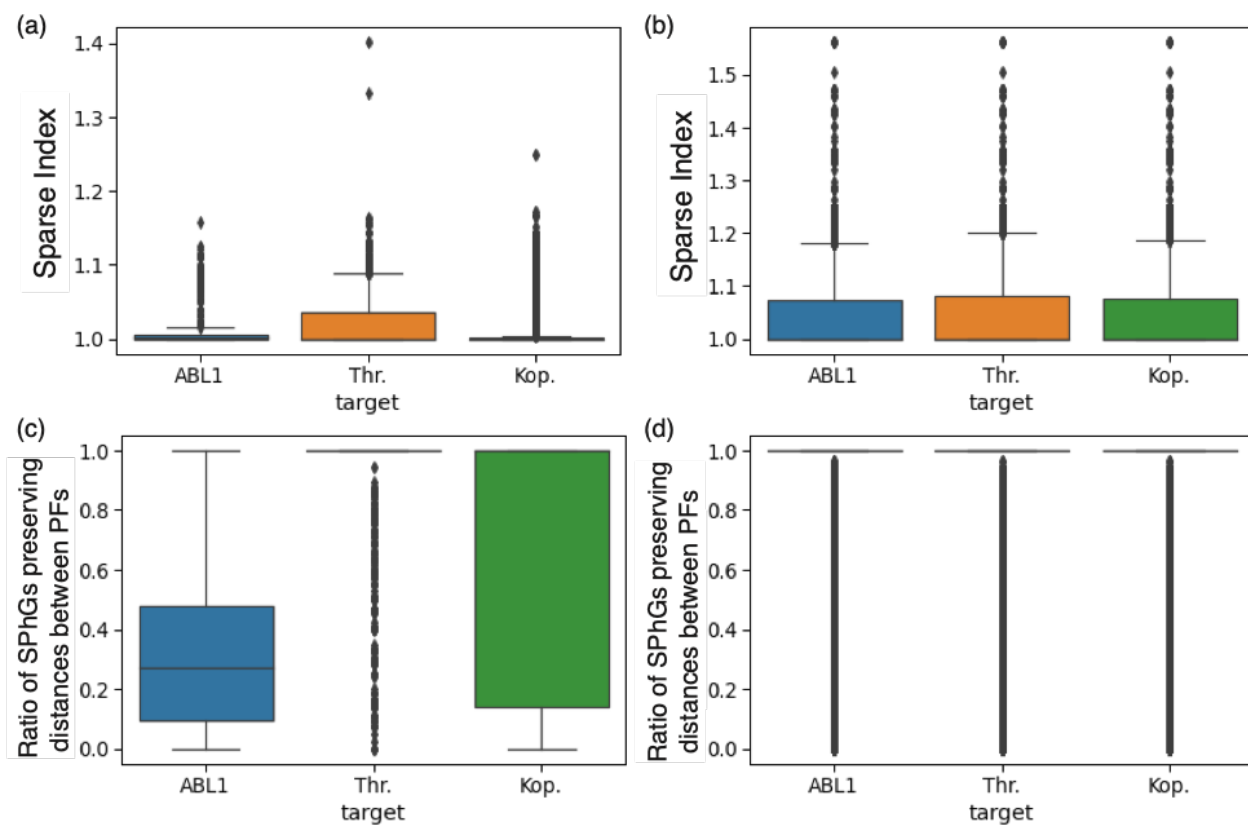 (a)
Sparse Index
1.4
1.3
1.2
1.1
1.0
ABL1 Thr. Kop.
target
(b)
Sparse Index
1.5
1.4
1.3
1.2
1.1
1.0
ABL1 Thr. Kop.
target
(c)
Ratio of SPhGs preserving
distances between PFs
1.0
0.8
0.6
0.4
0.2
0.0
ABL1 Thr. Kop.
target
(d)
Ratio of SPhGs preserving
distances between PFs
1.0
0.8
0.6
0.4
0.2
0.0
ABL1 Thr. Kop.
target